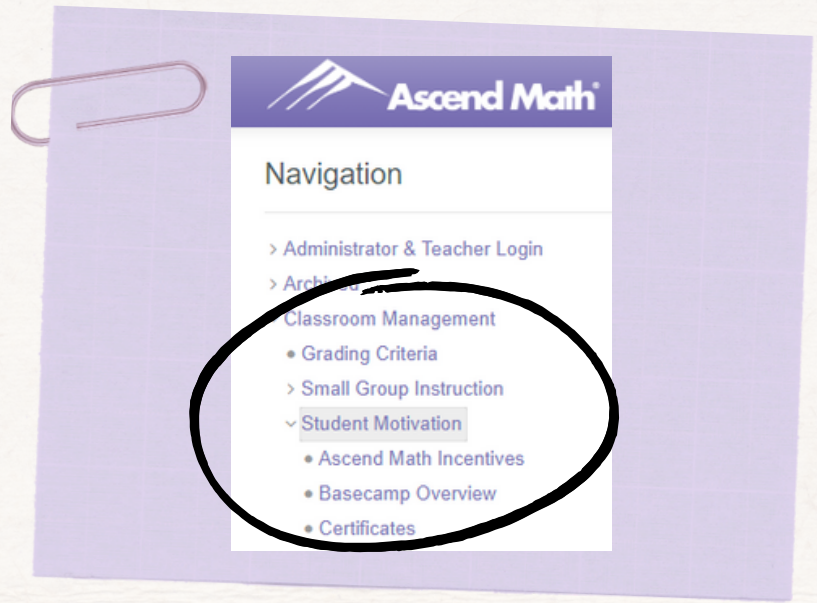 Ascend Math®
Navigation
Administrator & Teacher Login
Archived
Classroom Management
Grading Criteria
Small Group Instruction
Student Motivation
Ascend Math Incentives
Basecamp Overview
Certificates